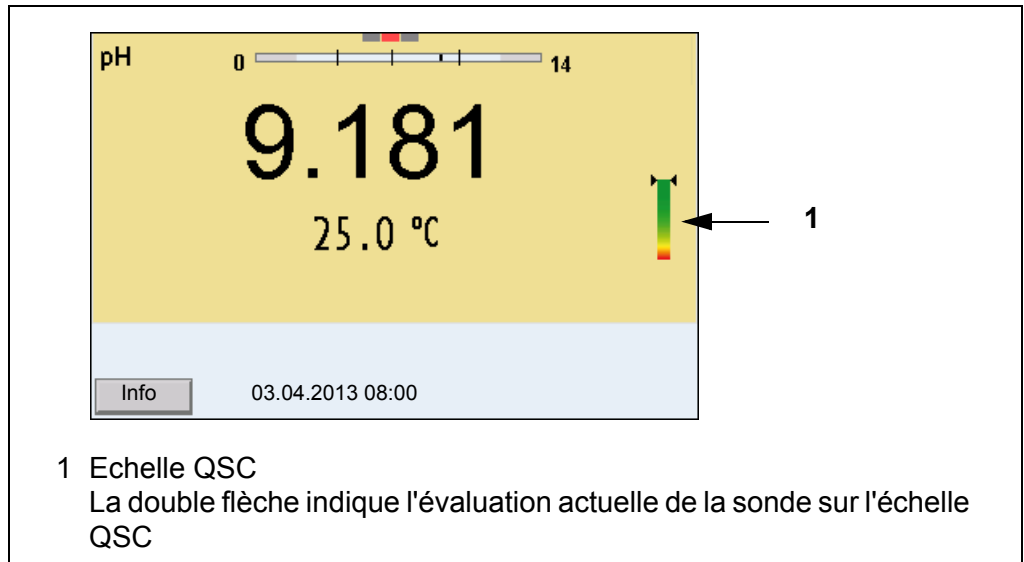 pH
0 14
9.181
25.0 °C
1
Info 03.04.2013 08:00
1 Echelle QSC
La double flèche indique l'évaluation actuelle de la sonde sur l'échelle
QSC